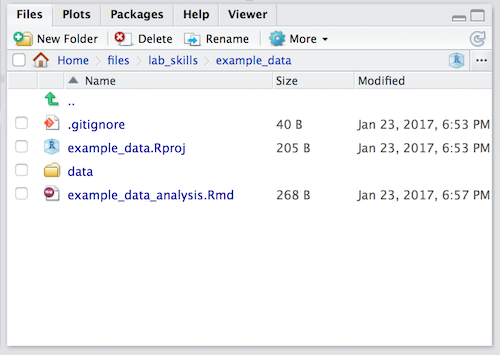 Files Plots Packages Help Viewer
New Folder Delete Rename More
Home files lab_skills example_data ...
Name Size Modified
..
.gitignore 40 B Jan 23, 2017, 6:53 PM
example_data.Rproj 205 B Jan 23, 2017, 6:53 PM
data
example_data_analysis.Rmd 268 B Jan 23, 2017, 6:57 PM